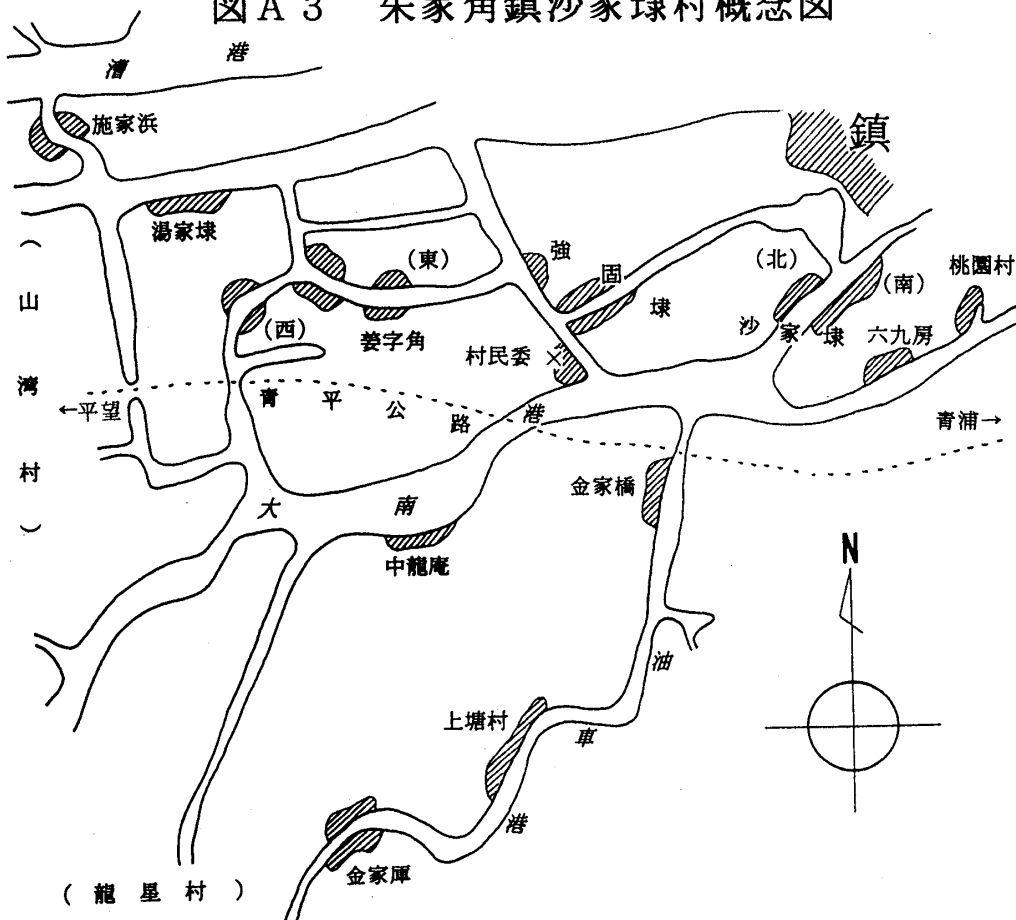 図A3 朱家角鎮沙家埭村概念図
漕港
施家浜
鎮
湯家埭
(山湾村)
(東)
強固埭
(北)
(南)
桃園村
(西)
姜字角
村民委
沙家埭
六九房
←平望
青平公路
青浦→
大南港
金家橋
中龍庵
N
油車港
上塘村
金家厙
(龍星村)